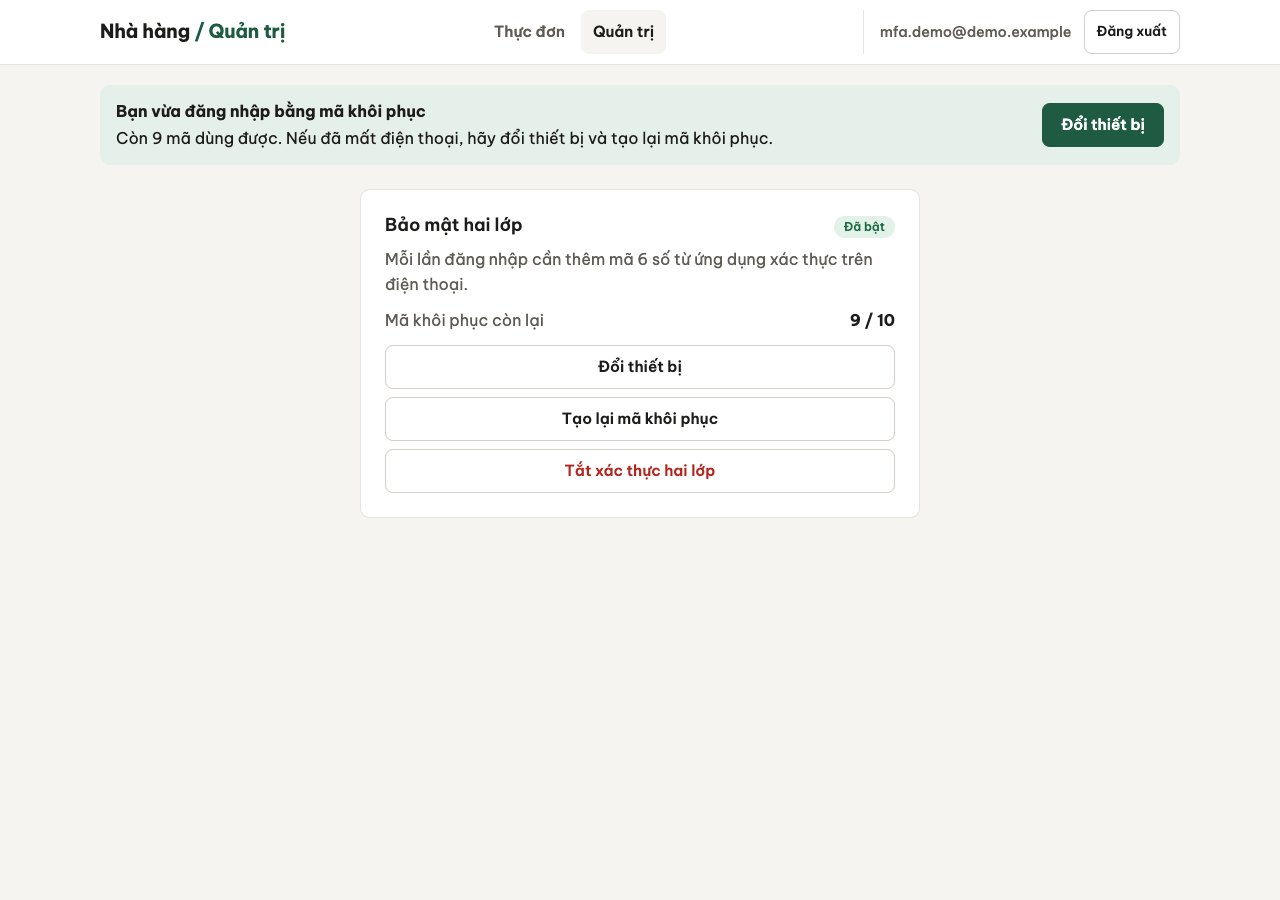 Nhà hàng / Quản trị
Thực đơn
Quản trị
mfa.demo@demo.example
Đăng xuất
Bạn vừa đăng nhập bằng mã khôi phục
Còn 9 mã dùng được. Nếu đã mất điện thoại, hãy đổi thiết bị và tạo lại mã khôi phục.
Đổi thiết bị
Bảo mật hai lớp
Đã bật
Mỗi lần đăng nhập cần thêm mã 6 số từ ứng dụng xác thực trên
điện thoại.
Mã khôi phục còn lại
9 / 10
Đổi thiết bị
Tạo lại mã khôi phục
Tắt xác thực hai lớp